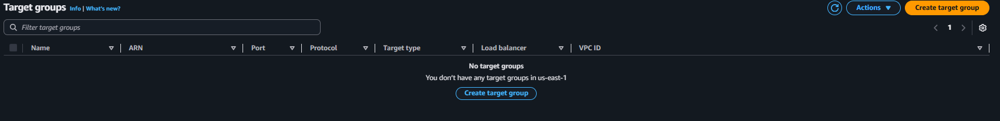 Target groups Info | What's new?
Actions
Create target group
Filter target groups
1
Name ARN Port Protocol Target type Load balancer VPC ID
No target groups
You don't have any target groups in us-east-1
Create target group